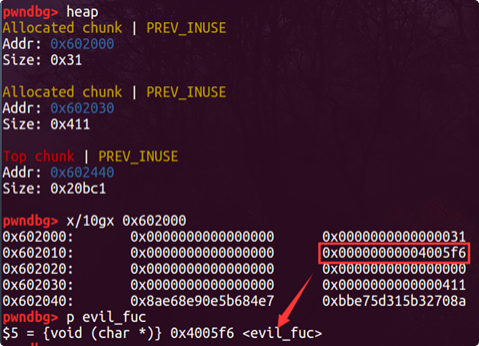 pwndbg> heap
Allocated chunk | PREV_INUSE
Addr: 0x602000
Size: 0x31
Allocated chunk | PREV_INUSE
Addr: 0x602030
Size: 0x411
Top chunk | PREV_INUSE
Addr: 0x602440
Size: 0x20bc1
pwndbg> x/10gx 0x602000
0x602000: 0x0000000000000000 0x0000000000000031
0x602010: 0x0000000000000000 0x00000000004005f6
0x602020: 0x0000000000000000 0x0000000000000000
0x602030: 0x0000000000000000 0x0000000000000411
0x602040: 0x8ae68e90e5b684e7 0xbbe75d315b32708a
pwndbg> p evil_fuc
$5 = {void (char *)} 0x4005f6 <evil_fuc>